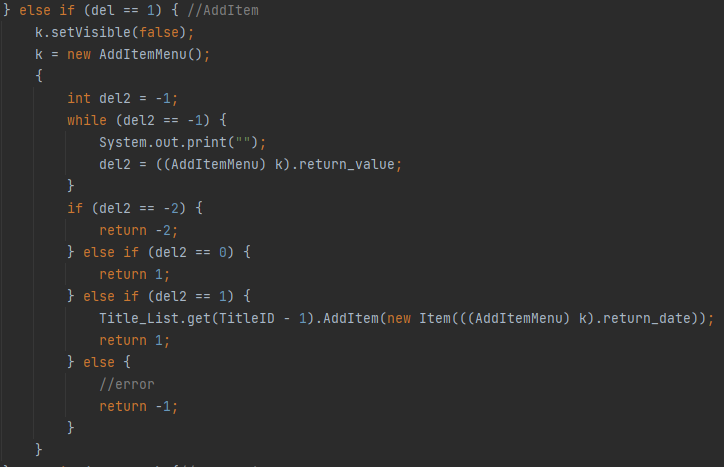 } else if (del == 1) { //AddItem
    k.setVisible(false);
    k = new AddItemMenu();
    {
        int del2 = -1;
        while (del2 == -1) {
            System.out.print("");
            del2 = ((AddItemMenu) k).return_value;
        }
        if (del2 == -2) {
            return -2;
        } else if (del2 == 0) {
            return 1;
        } else if (del2 == 1) {
            Title_List.get(TitleID - 1).AddItem(new Item(((AddItemMenu) k).return_date));
            return 1;
        } else {
            //error
            return -1;
        }
    }